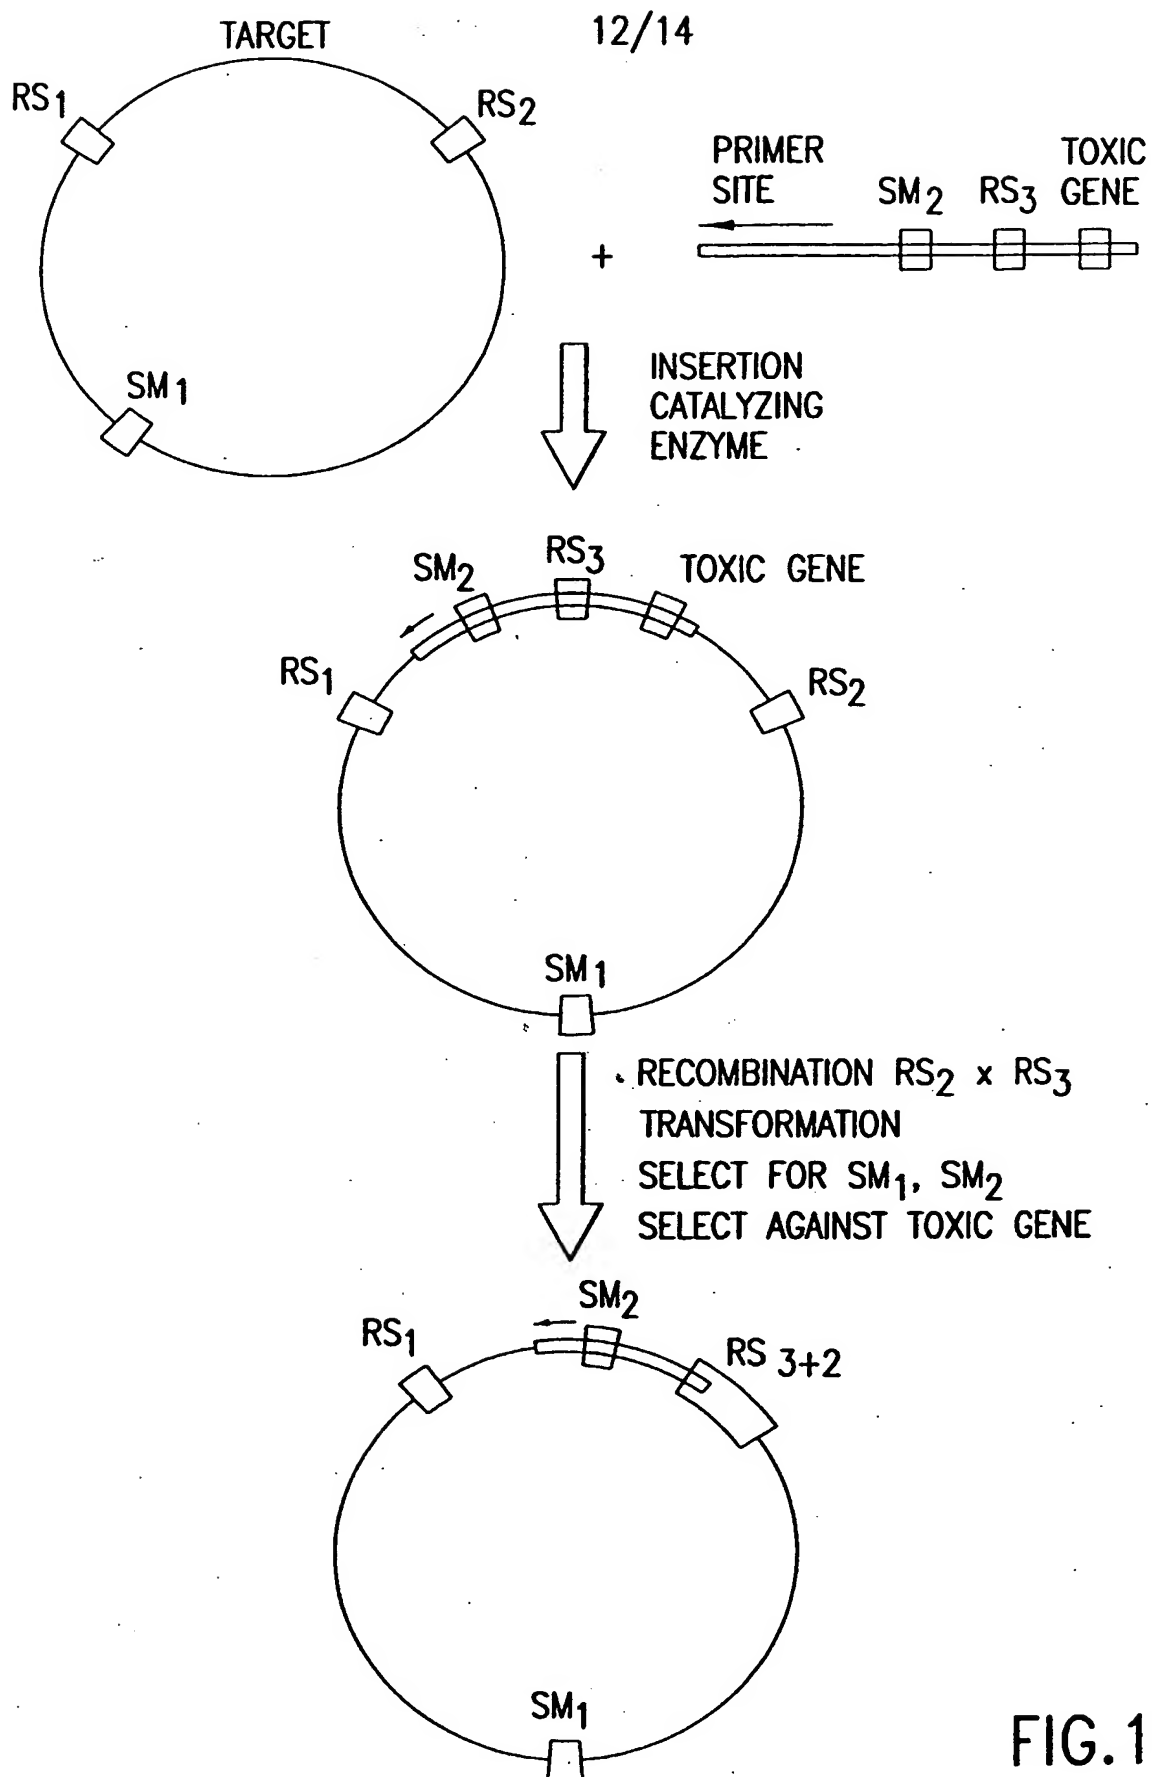 12/14
TARGET
RS1
RS2
PRIMER
SITE
SM2
RS3
TOXIC
GENE
+
SM1
INSERTION
CATALYZING
ENZYME
SM2
RS3
TOXIC GENE
RS1
RS2
SM1
RECOMBINATION RS2 x RS3
TRANSFORMATION
SELECT FOR SM1, SM2
SELECT AGAINST TOXIC GENE
SM2
RS1
RS 3+2
SM1
FIG.1